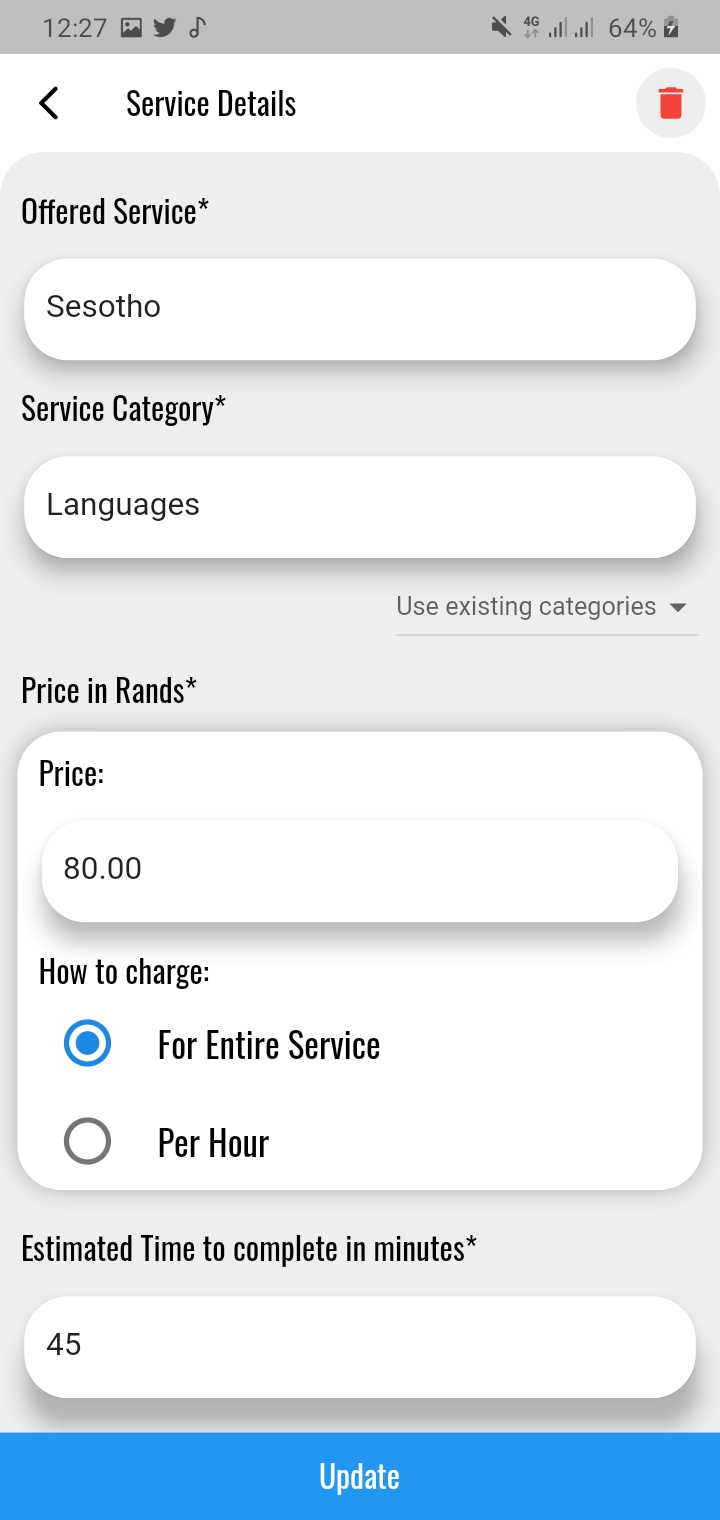 12:27 4G 64%
Service Details
Offered Service*
Sesotho
Service Category*
Languages
Use existing categories
Price in Rands*
Price:
80.00
How to charge:
For Entire Service
Per Hour
Estimated Time to complete in minutes*
45
Update